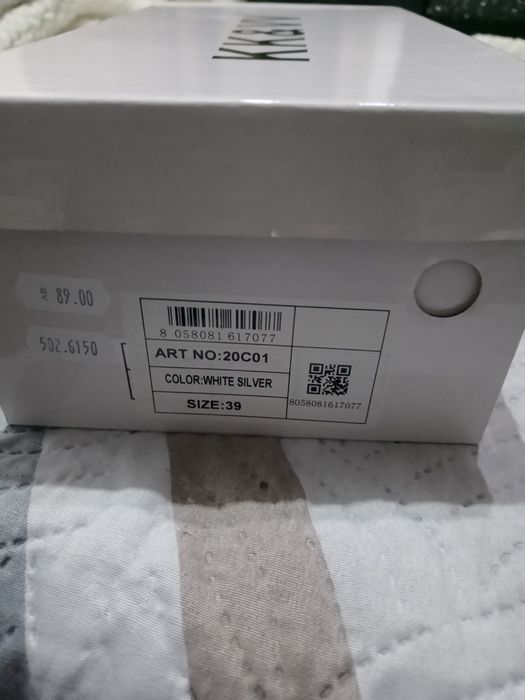 89.00
502.6150
8 058081 617077
ART NO:20C01
COLOR:WHITE SILVER
SIZE:39
8058081617077